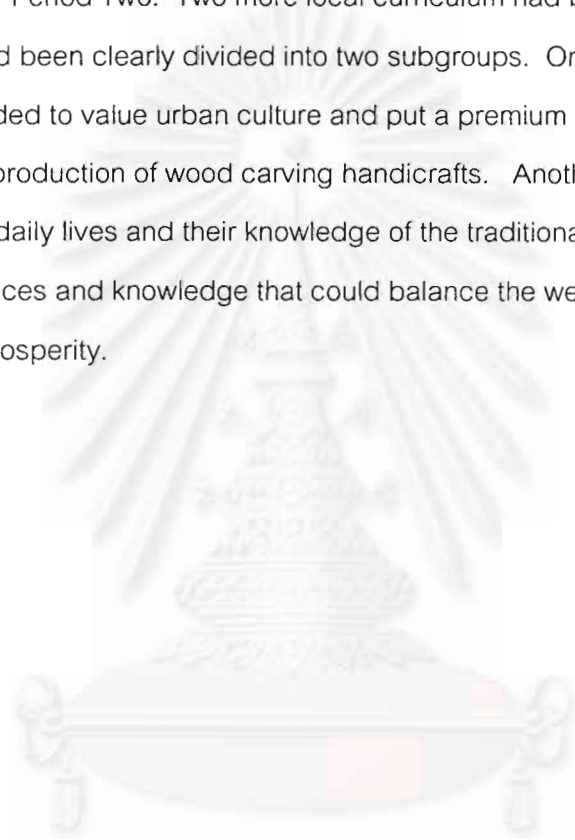 Period Two. Two more local curriculum had b
d been clearly divided into two subgroups. Or
ded to value urban culture and put a premium
production of wood carving handicrafts. Anoth
daily lives and their knowledge of the traditiona
ces and knowledge that could balance the we
osperity.